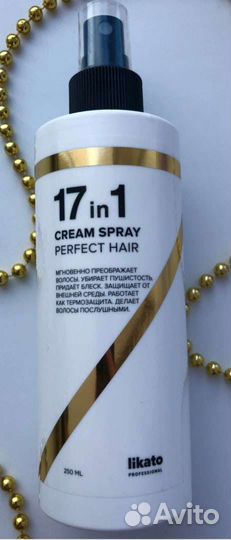 17 in 1
CREAM SPRAY
PERFECT HAIR
МГНОВЕННО ПРЕОБРАЖАЕТ
ВОЛОСЫ. УБИРАЕТ ПУШИСТОСТЬ.
ПРИДАЁТ БЛЕСК. ЗАЩИЩАЕТ ОТ
ВНЕШНЕЙ СРЕДЫ. РАБОТАЕТ
КАК ТЕРМОЗАЩИТА. ДЕЛАЕТ
ВОЛОСЫ ПОСЛУШНЫМИ.
250 ML
likato
PROFESSIONAL
Avito